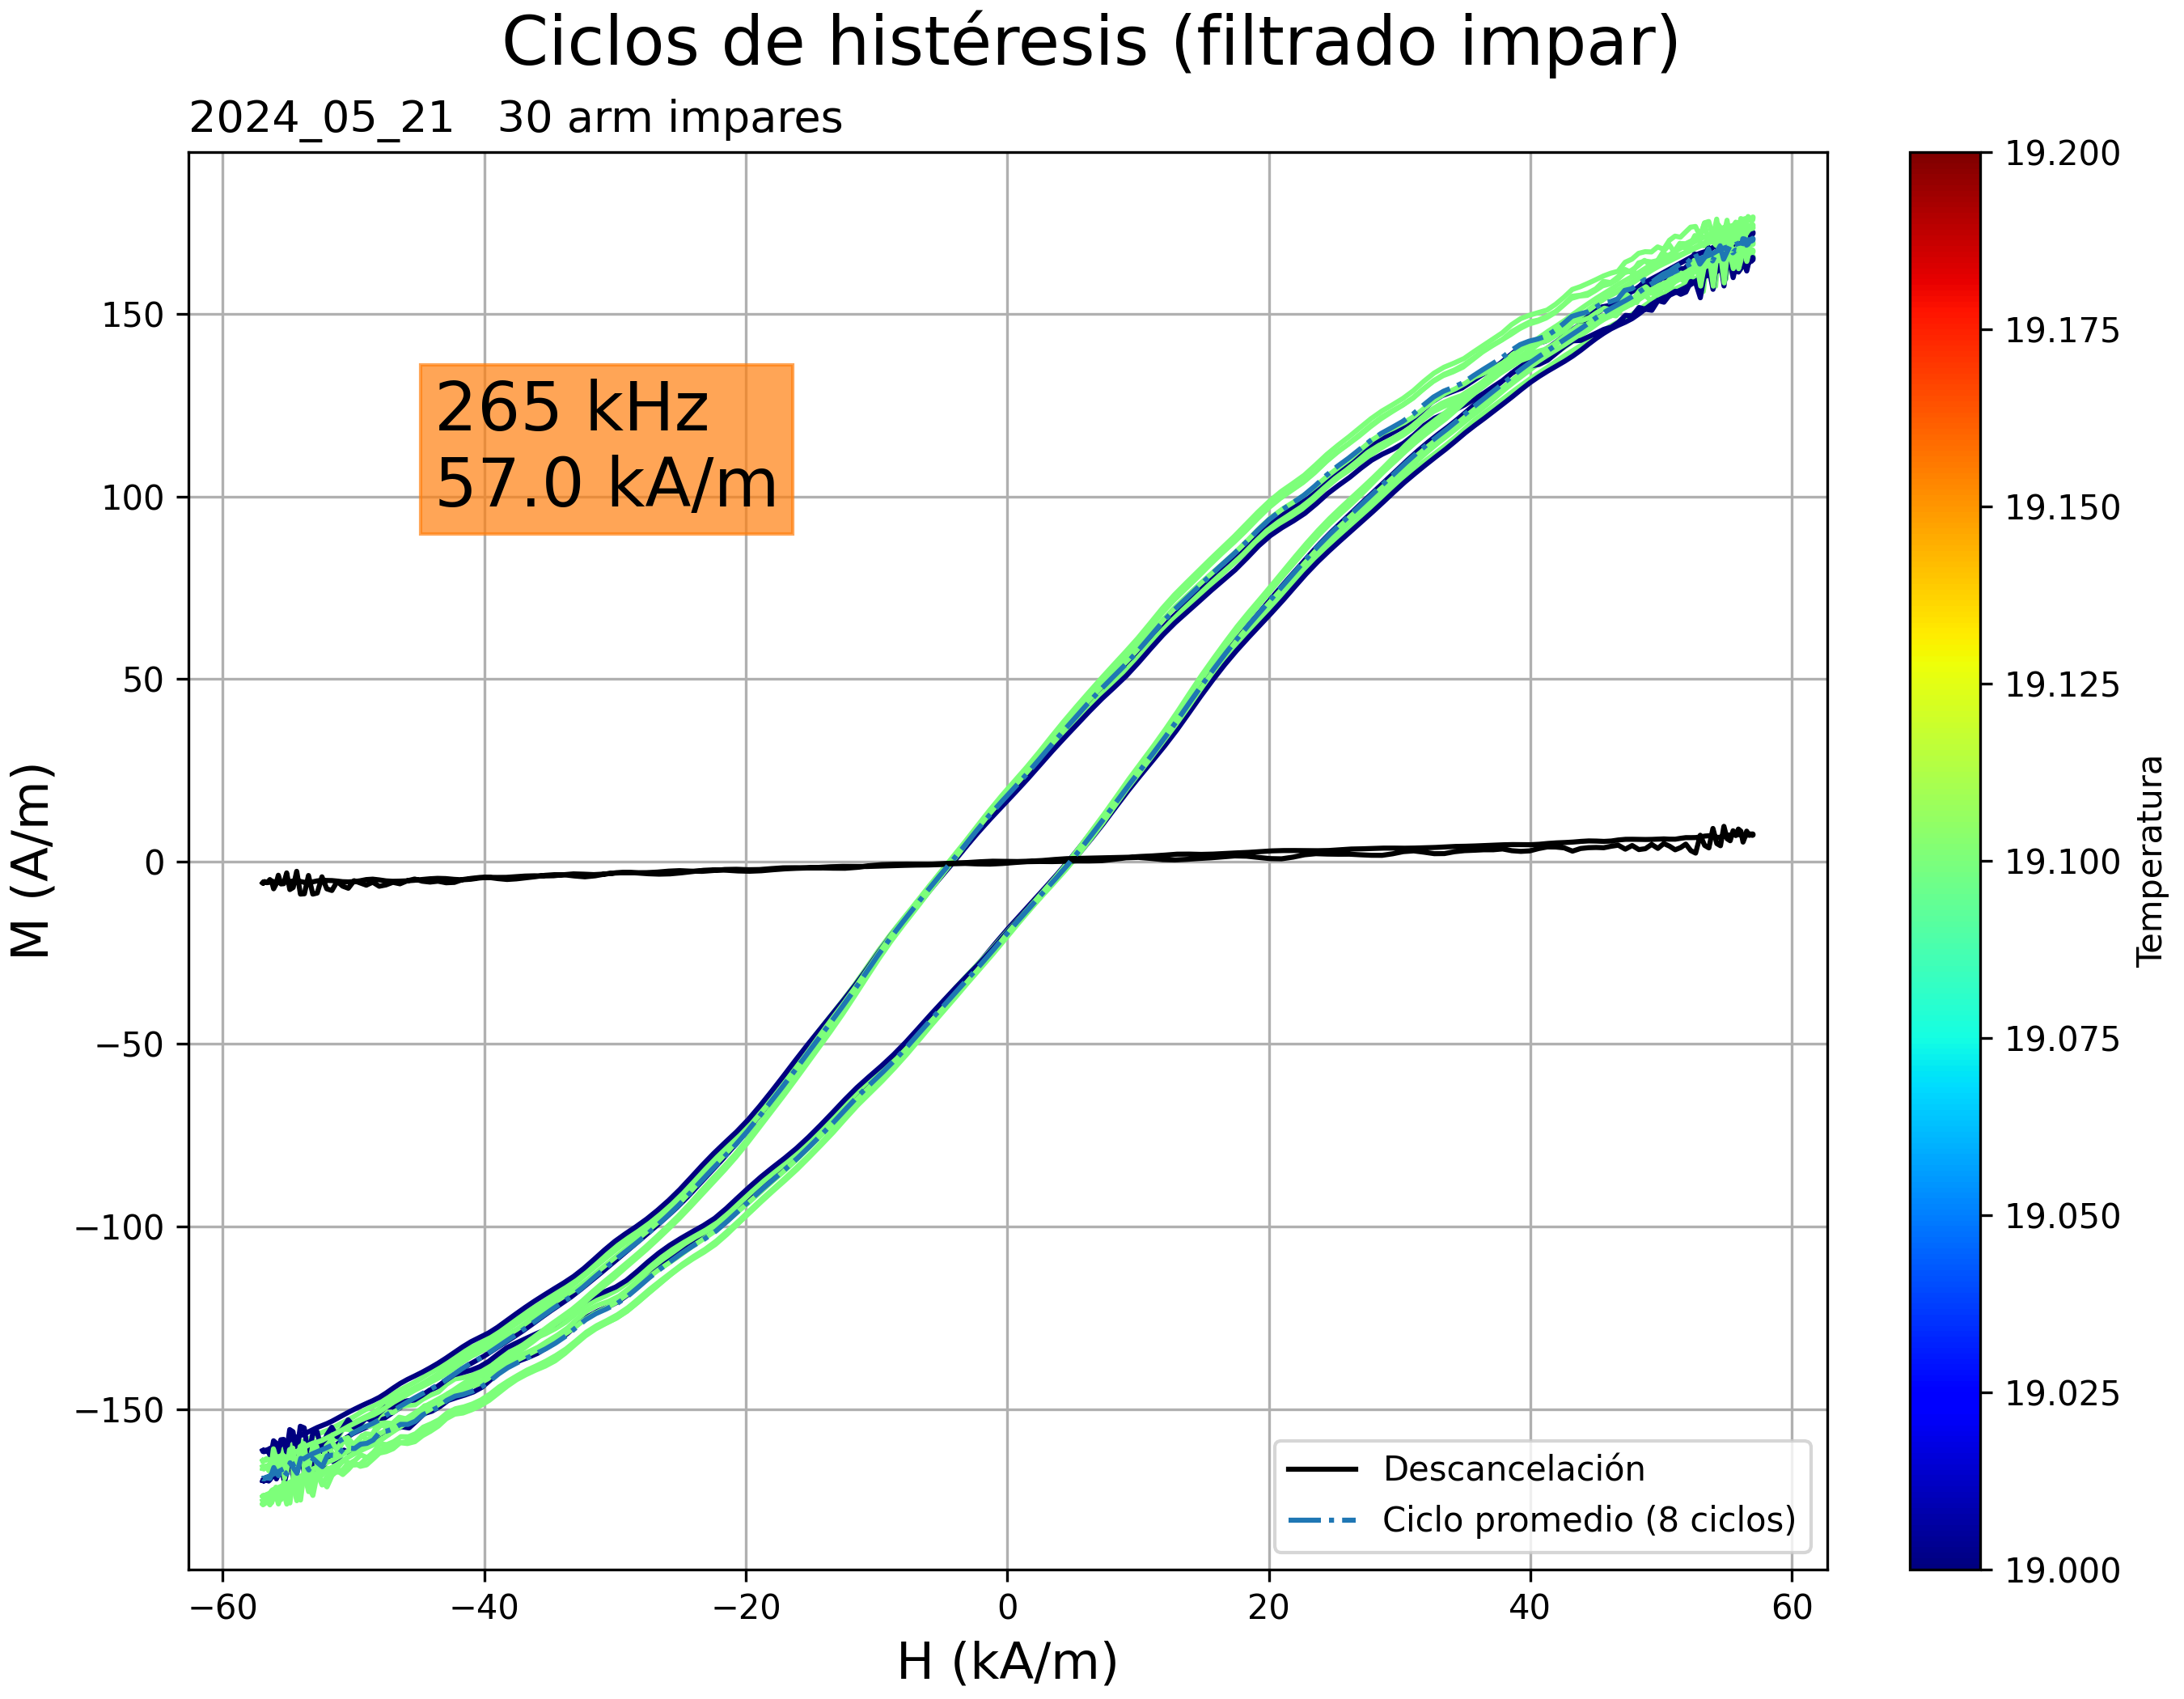 Ciclos de histéresis (filtrado impar)
2024_05_21   30 arm impares
265 kHz
57.0 kA/m
M (A/m)
150
100
50
0
−50
−100
−150
−60
−40
−20
0
20
40
60
H (kA/m)
Descancelación
Ciclo promedio (8 ciclos)
19.200
19.175
19.150
19.125
19.100
19.075
19.050
19.025
19.000
Temperatura